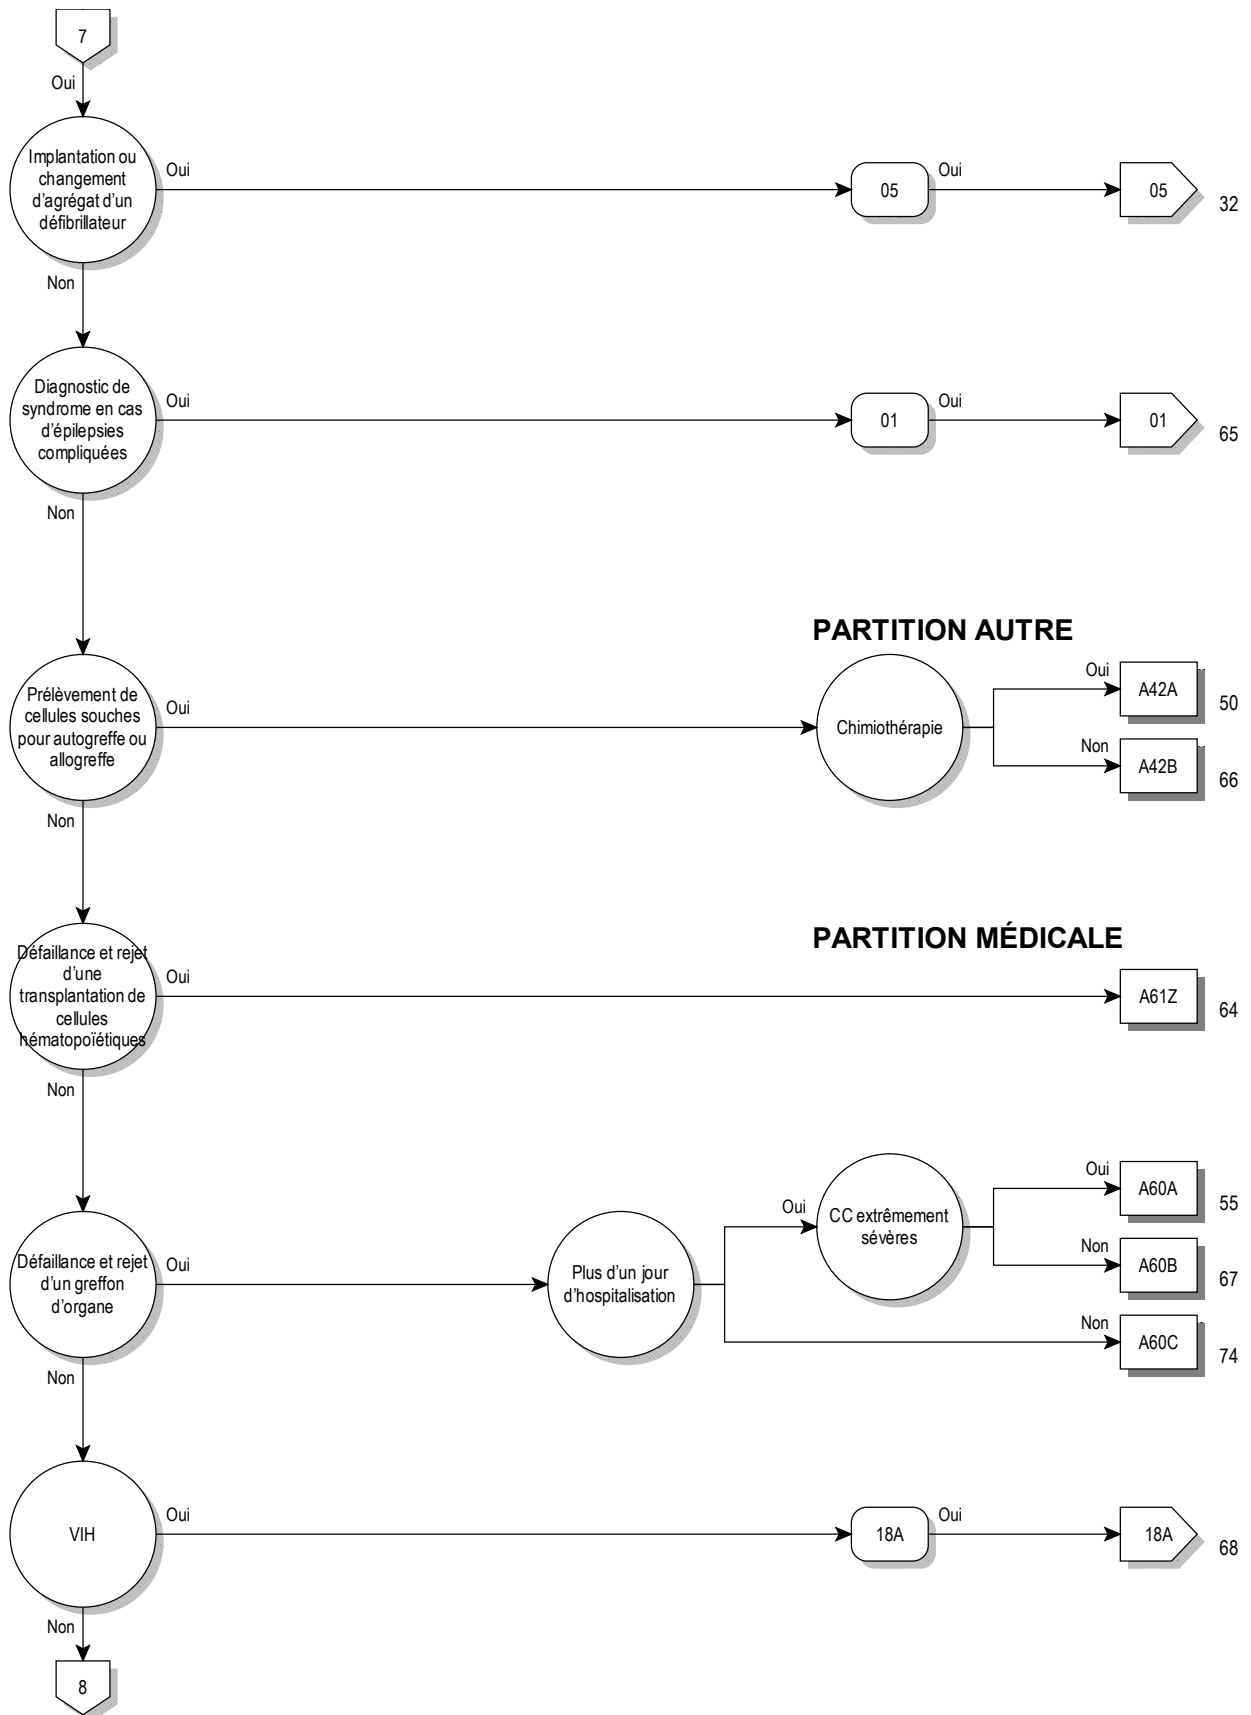 7
Oui
Implantation ou
changement
d'agrégat d'un
défibrillateur
Oui
05
Oui
05
32
Non
Diagnostic de
syndrome en cas
d'épilepsies
compliquées
Oui
01
Oui
01
65
Non
PARTITION AUTRE
Prélèvement de
cellules souches
pour autogreffe ou
allogreffe
Oui
Chimiothérapie
Oui
A42A
50
Non
A42B
66
Non
PARTITION MÉDICALE
Défaillance et rejet
d'une
transplantation de
cellules
hématopoïétiques
Oui
A61Z
64
Non
Défaillance et rejet
d'un greffon
d'organe
Oui
Plus d'un jour
d'hospitalisation
Oui
CC extrêmement
sévères
Oui
A60A
55
Non
A60B
67
Non
A60C
74
Non
VIH
Oui
18A
Oui
18A
68
Non
8